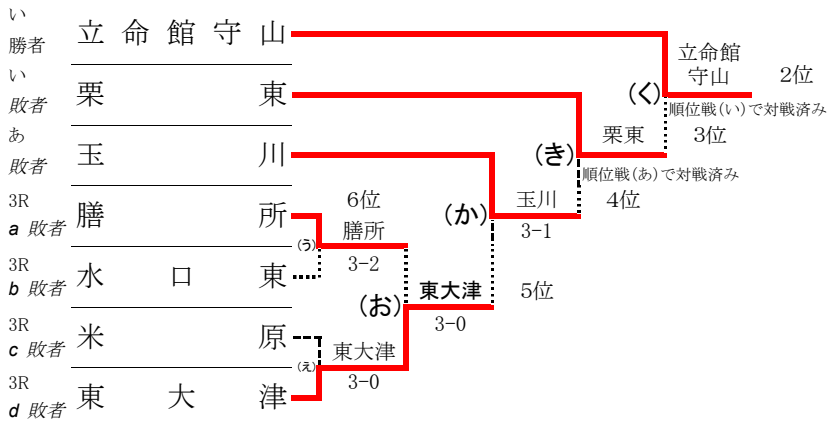 い
勝者
立命館守山
い
敗者
栗東
あ
敗者
玉川
3R
a 敗者
膳所
3R
b 敗者
水口東
3R
c 敗者
米原
3R
d 敗者
東大津
(う)
6位
膳所
3-2
(え)
東大津
3-0
(お)
東大津
3-0
5位
(か)
玉川
3-1
4位
(き)
栗東
3位
順位戦(あ)で対戦済み
(く)
立命館
守山
2位
順位戦(い)で対戦済み